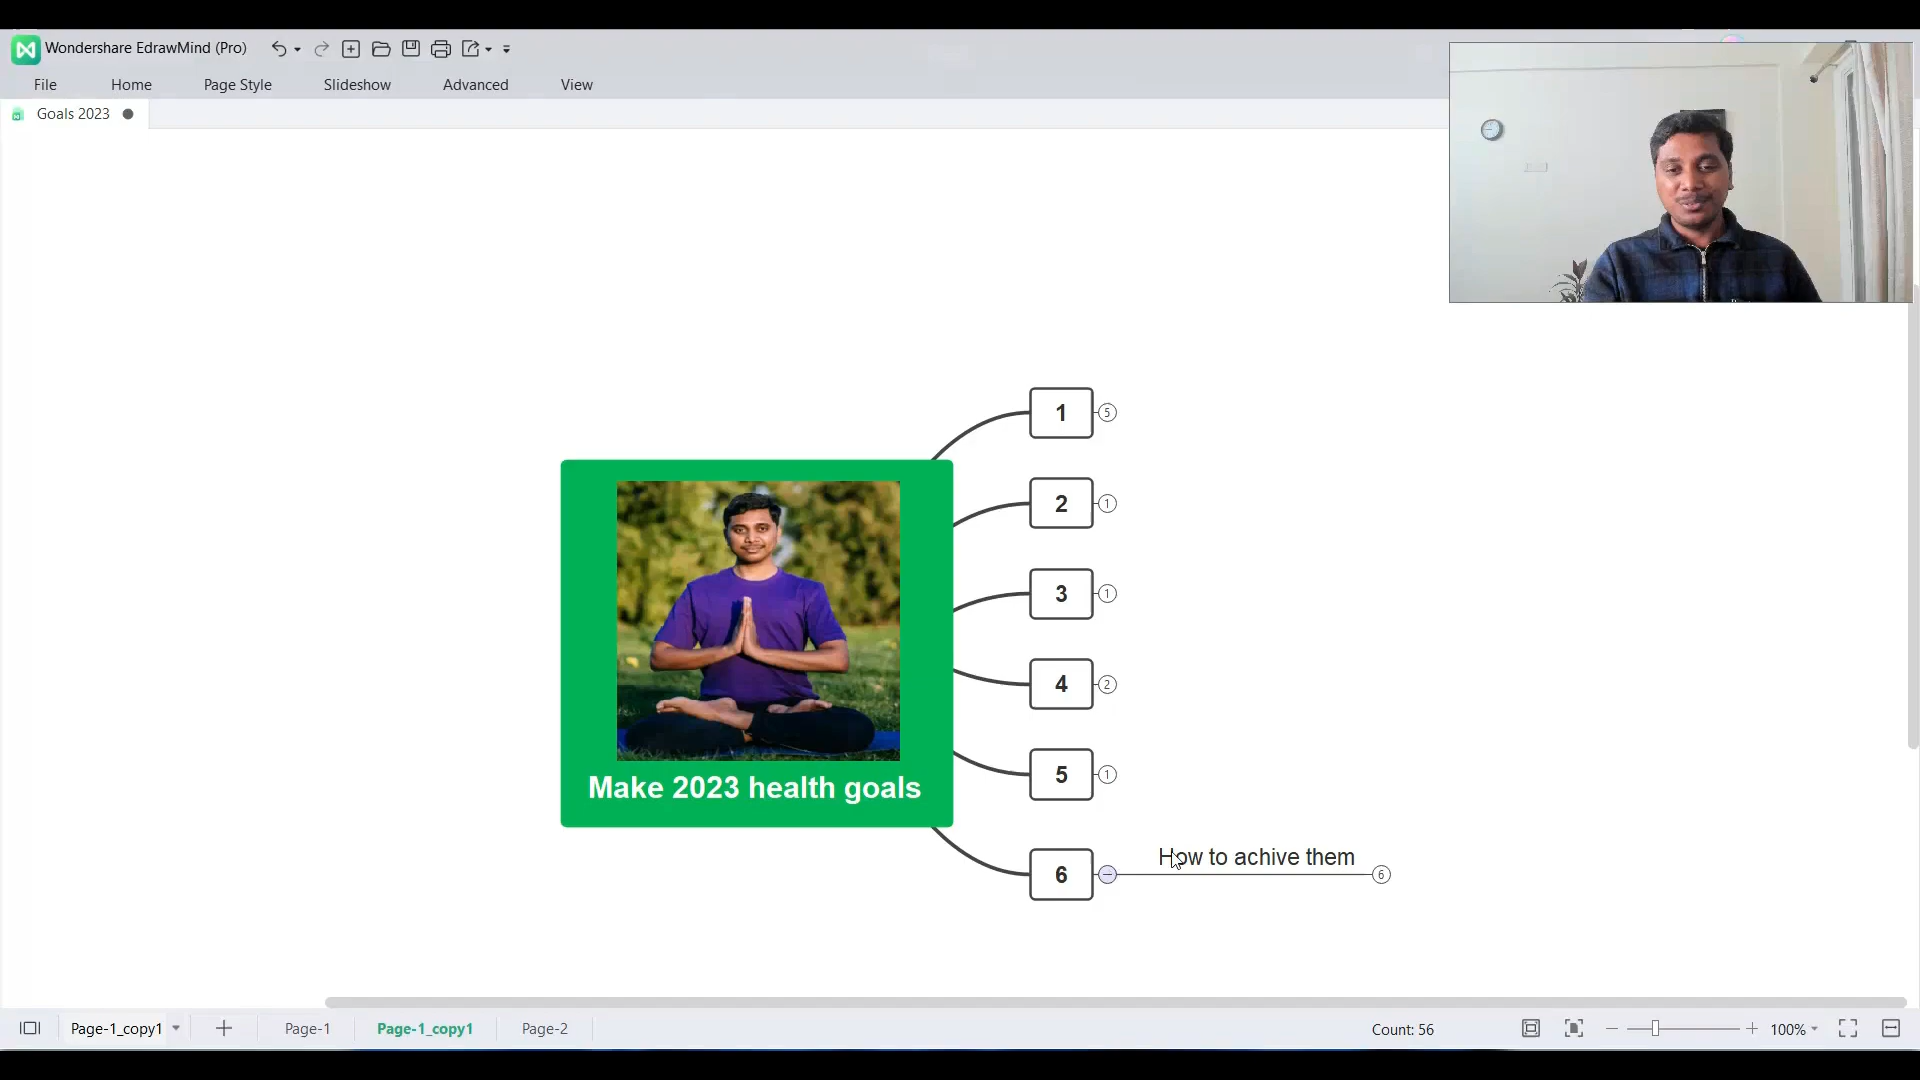 Wondershare EdrawMind (Pro)
File Home Page Style Slideshow Advanced View
Goals 2023
1 5
2 1
3 1
4 2
5 1
Make 2023 health goals
6 How to achive them 6
Page-1_copy1 Page-1 Page-1_copy1 Page-2 Count: 56 100%